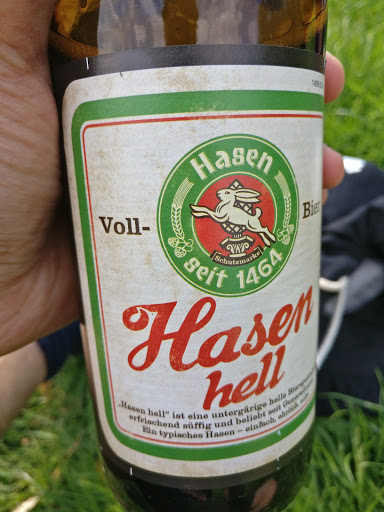 Hasen
Voll- Bier
Schutzmarke
seit 1464
Hasen
hell
„Hasen hell" ist eine untergärige helle
erfrischend süffig und beliebt seit
Ein typisches Hasen – einfach, ehrlich,